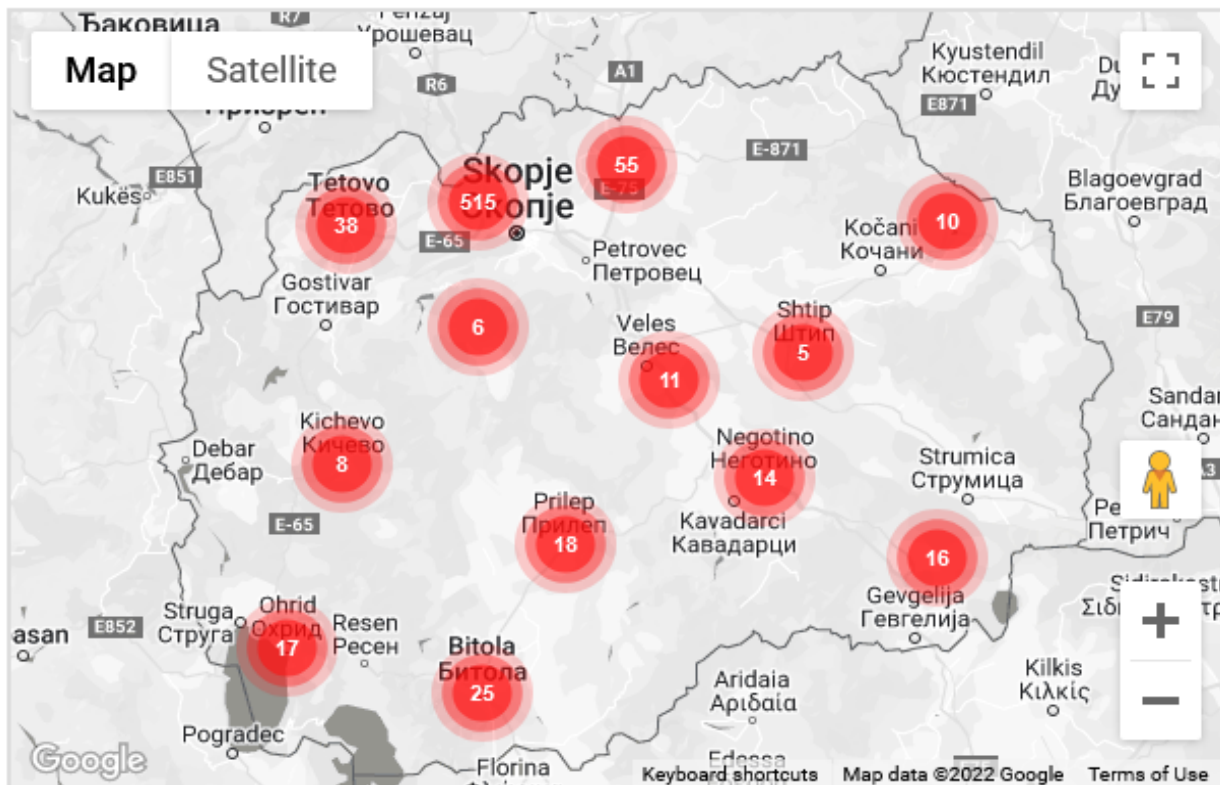 Ђаковица
R7
Ferizaj
Урошевац
Map
Satellite
A1
R6
Kyustendil
Кюстендил
E871
Призрен
E851
Kukës
Tetovo
Тетово
38
Skopje
Скопје
515
55
E-75
E-871
E-65
10
Kočani
Кочани
Blagoevgrad
Благоевград
Petrovec
Петровец
Gostivar
Гостивар
6
Veles
Велес
11
Shtip
Штип
5
E79
Kichevo
Кичево
8
Debar
Дебар
Negotino
Неготино
14
Strumica
Струмица
E-65
Prilep
Прилеп
18
Kavadarci
Кавадарци
Петрич
16
Gevgelija
Гевгелија
Struga
Струга
E852
Ohrid
Охрид
17
Resen
Ресен
Bitola
Битола
25
Aridaia
Αριδαία
Kilkis
Κιλκίς
Pogradec
Florina
Edessa
Google
Keyboard shortcuts
Map data ©2022 Google
Terms of Use